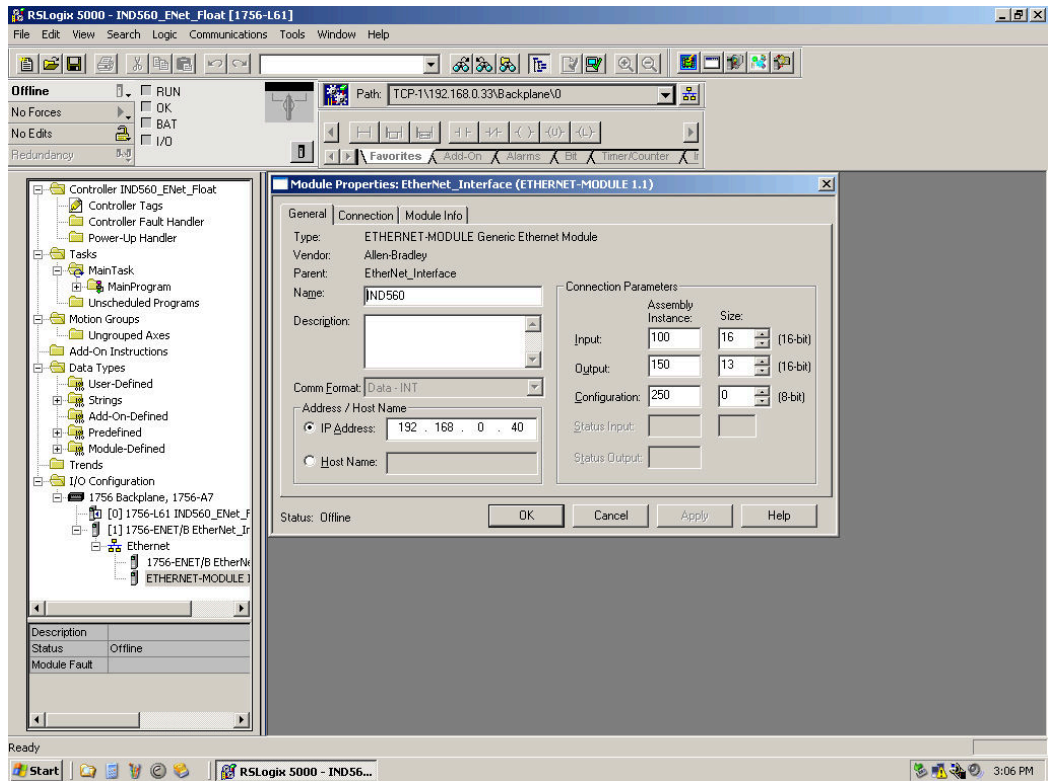 RSLogix 5000 - IND560_ENet_Float [1756-L61]
File Edit View Search Logic Communications Tools Window Help
Offline
RUN
No Forces
OK
No Edits
BAT
Redundancy
I/O
Path: TCP-1\192.168.0.33\Backplane\0
Favorites Add-On Alarms Bit Timer/Counter
Controller IND560_ENet_Float
Controller Tags
Controller Fault Handler
Power-Up Handler
Tasks
MainTask
MainProgram
Unscheduled Programs
Motion Groups
Ungrouped Axes
Add-On Instructions
Data Types
User-Defined
Strings
Add-On-Defined
Predefined
Module-Defined
Trends
I/O Configuration
1756 Backplane, 1756-A7
[0] 1756-L61 IND560_ENet_F
[1] 1756-ENET/B EtherNet_Ir
Ethernet
1756-ENET/B EtherNe
ETHERNET-MODULE I
Description
Status Offline
Module Fault
Module Properties: EtherNet_Interface (ETHERNET-MODULE 1.1)
General Connection Module Info
Type: ETHERNET-MODULE Generic Ethernet Module
Vendor: Allen-Bradley
Parent: EtherNet_Interface
Name: IND560
Description:
Comm Format: Data - INT
Address / Host Name
IP Address: 192 . 168 . 0 . 40
Host Name:
Connection Parameters
Assembly Instance: Size:
Input: 100 16 (16-bit)
Output: 150 13 (16-bit)
Configuration: 250 0 (8-bit)
Status Input:
Status Output:
Status: Offline
OK Cancel Apply Help
Ready
Start
RSLogix 5000 - IND56...
3:06 PM